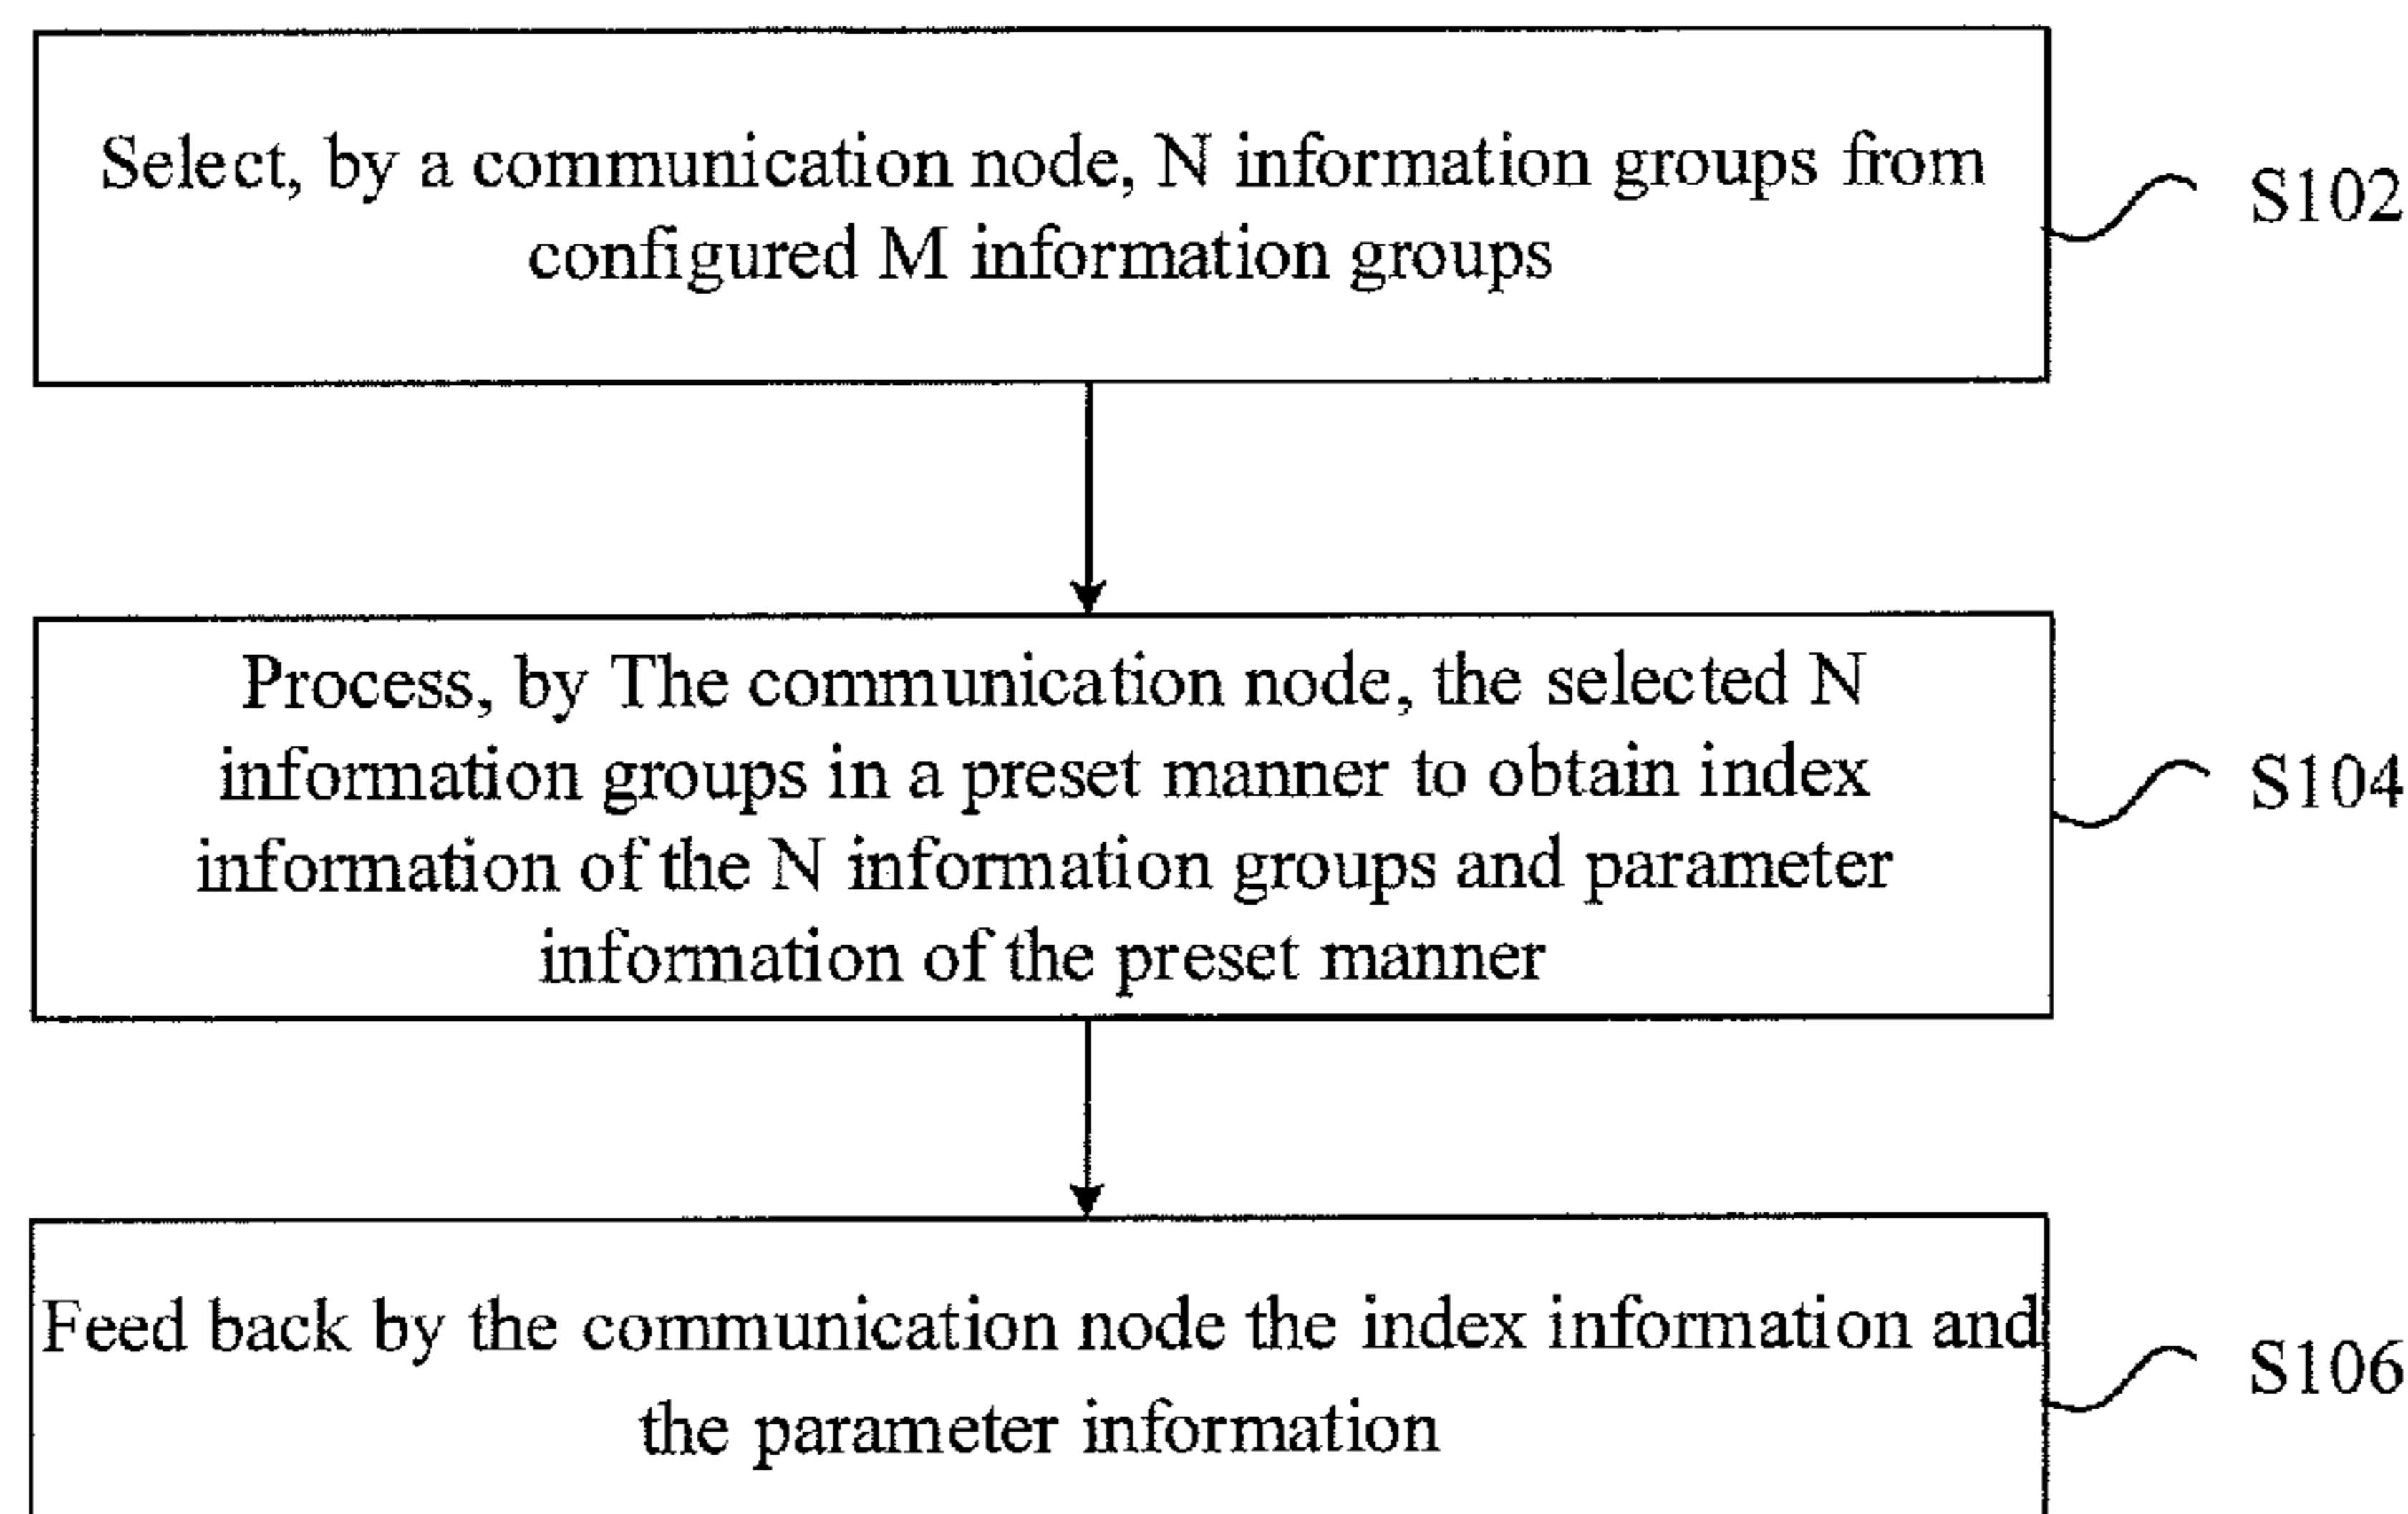 Select, by a communication node, N information groups from
configured M information groups
S102
Process, by The communication node, the selected N
information groups in a preset manner to obtain index
information of the N information groups and parameter
information of the preset manner
S104
Feed back by the communication node the index information and
the parameter information
S106